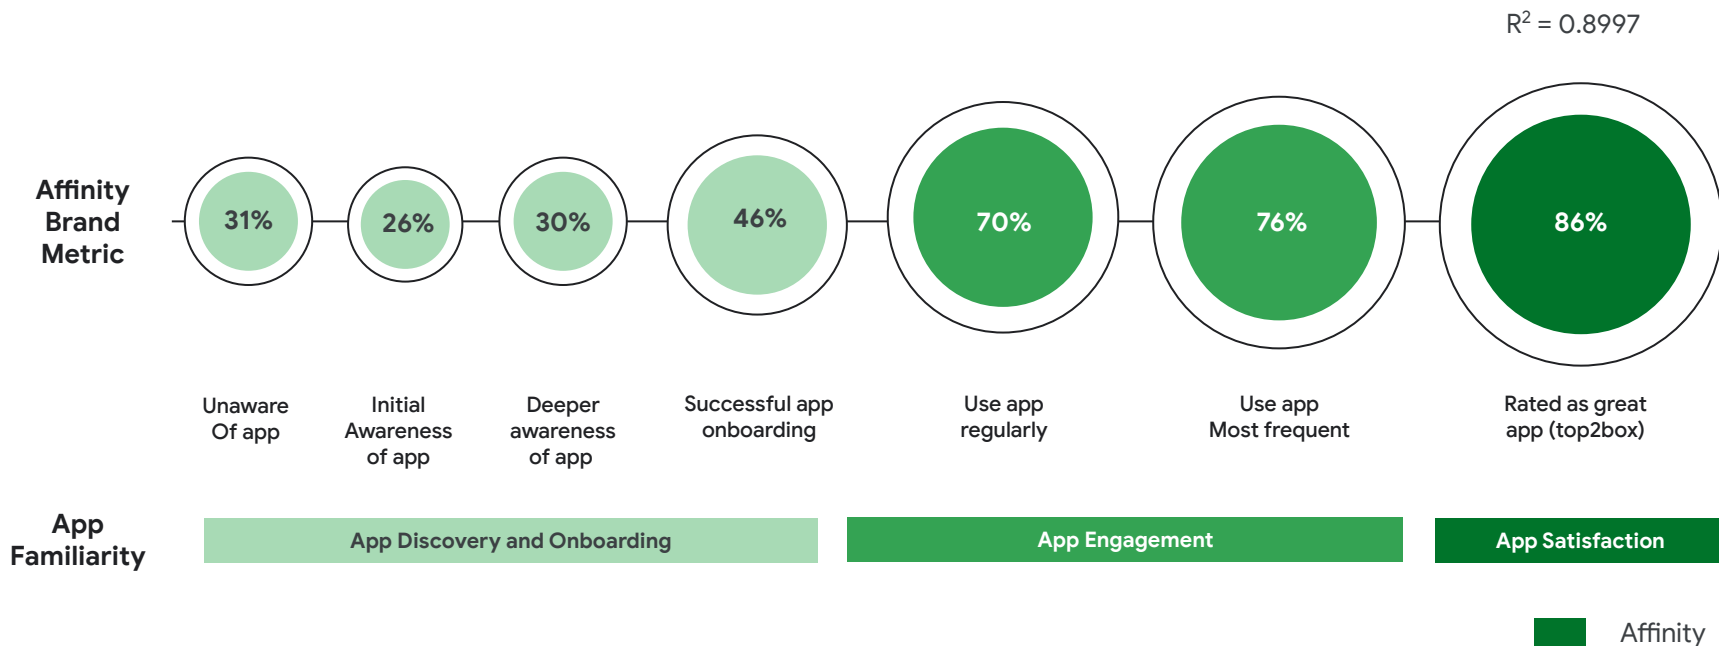 R² = 0.8997
Affinity
Brand
Metric
31%
26%
30%
46%
70%
76%
86%
Unaware
Of app
Initial
Awareness
of app
Deeper
awareness
of app
Successful app
onboarding
Use app
regularly
Use app
Most frequent
Rated as great
app (top2box)
App
Familiarity
App Discovery and Onboarding
App Engagement
App Satisfaction
Affinity